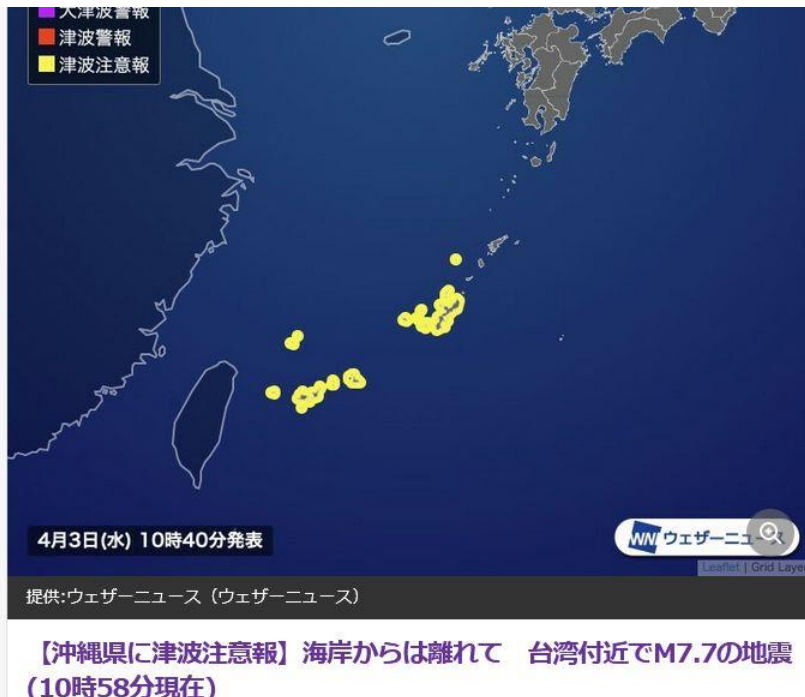 大津波警報
津波警報
津波注意報
4月3日(水) 10時40分発表
WN ウェザーニュース
Leaflet | Grid Laye
提供:ウェザーニュース（ウェザーニュース）
【沖縄県に津波注意報】海岸からは離れて　台湾付近でM7.7の地震
(10時58分現在)